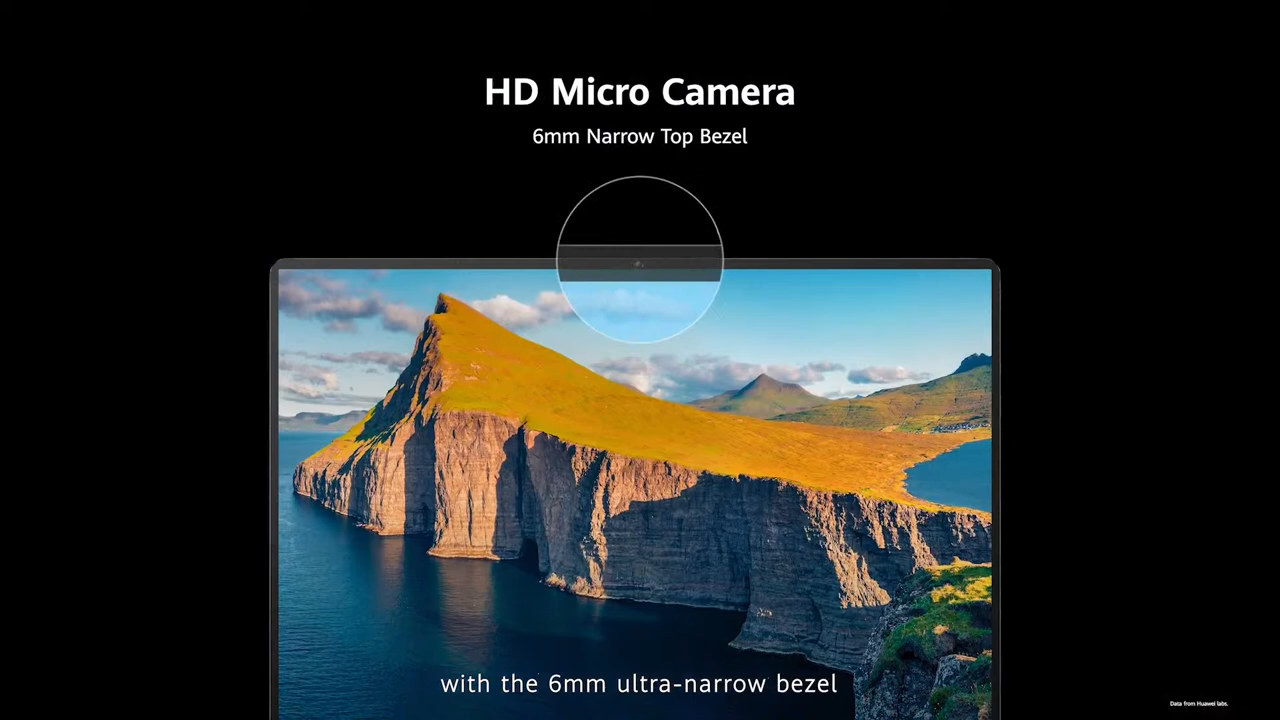 HD Micro Camera
6mm Narrow Top Bezel
with the 6mm ultra-narrow bezel
Data from Huawei labs.